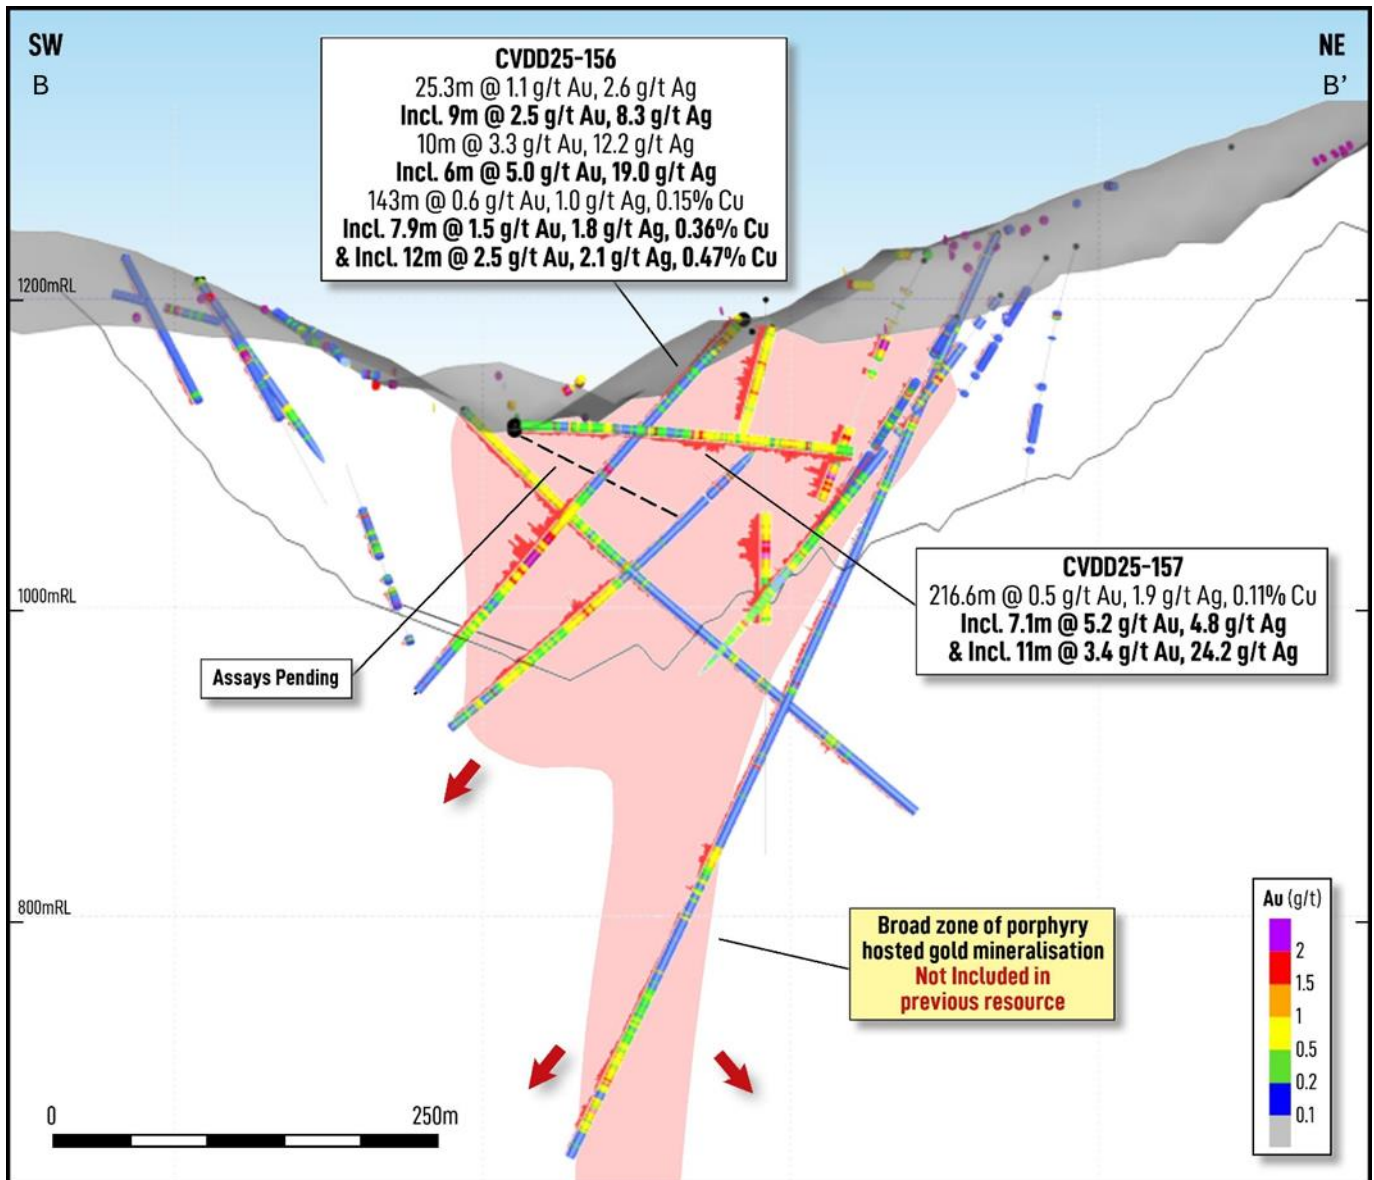 SW
B
NE
B'
CVDD25-156
25.3m @ 1.1 g/t Au, 2.6 g/t Ag
Incl. 9m @ 2.5 g/t Au, 8.3 g/t Ag
10m @ 3.3 g/t Au, 12.2 g/t Ag
Incl. 6m @ 5.0 g/t Au, 19.0 g/t Ag
143m @ 0.6 g/t Au, 1.0 g/t Ag, 0.15% Cu
Incl. 7.9m @ 1.5 g/t Au, 1.8 g/t Ag, 0.36% Cu
& Incl. 12m @ 2.5 g/t Au, 2.1 g/t Ag, 0.47% Cu
1200mRL
CVDD25-157
216.6m @ 0.5 g/t Au, 1.9 g/t Ag, 0.11% Cu
Incl. 7.1m @ 5.2 g/t Au, 4.8 g/t Ag
& Incl. 11m @ 3.4 g/t Au, 24.2 g/t Ag
1000mRL
Assays Pending
800mRL
Broad zone of porphyry
hosted gold mineralisation
Not Included in
previous resource
Au (g/t)
2
1.5
1
0.5
0.2
0.1
0 250m